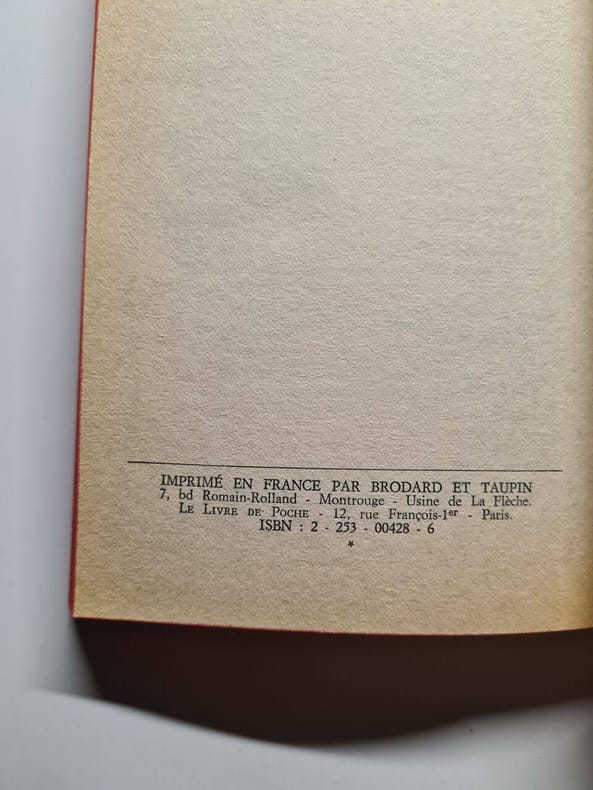 IMPRIMÉ EN FRANCE PAR BRODARD ET TAUPIN
7, bd Romain-Rolland - Montrouge - Usine de La Flèche.
LE LIVRE DE POCHE - 12, rue François-1er - Paris.
ISBN : 2 - 253 - 00428 - 6
*